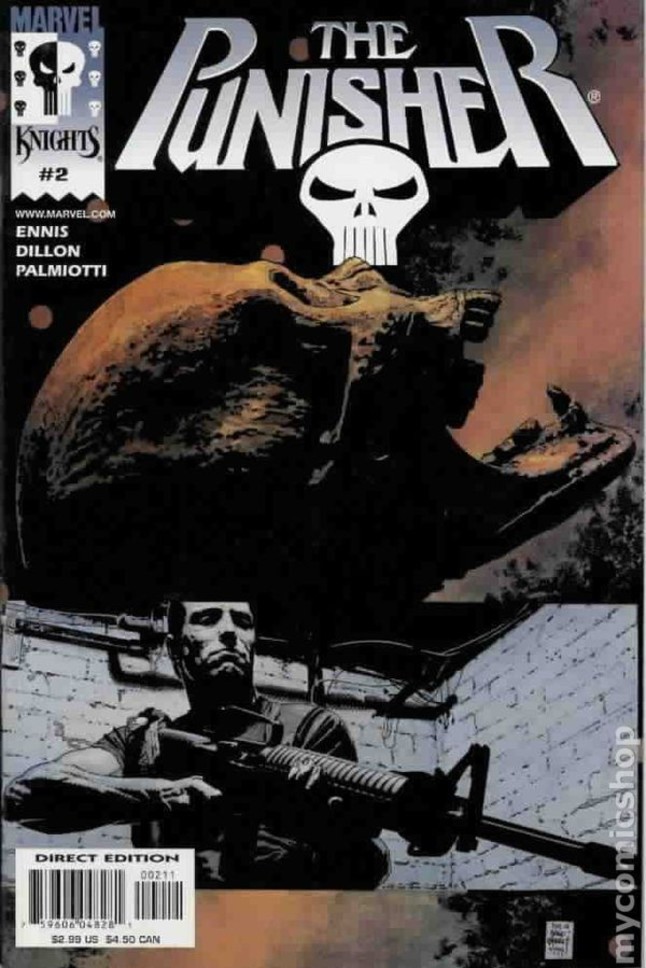 MARVEL
KNIGHTS
#2
THE
PUNISHER®
WWW.MARVEL.COM
ENNIS
DILLON
PALMIOTTI
DIRECT EDITION
00211
7 59606 04828 1
$2.99 US $4.50 CAN
mycomicshop